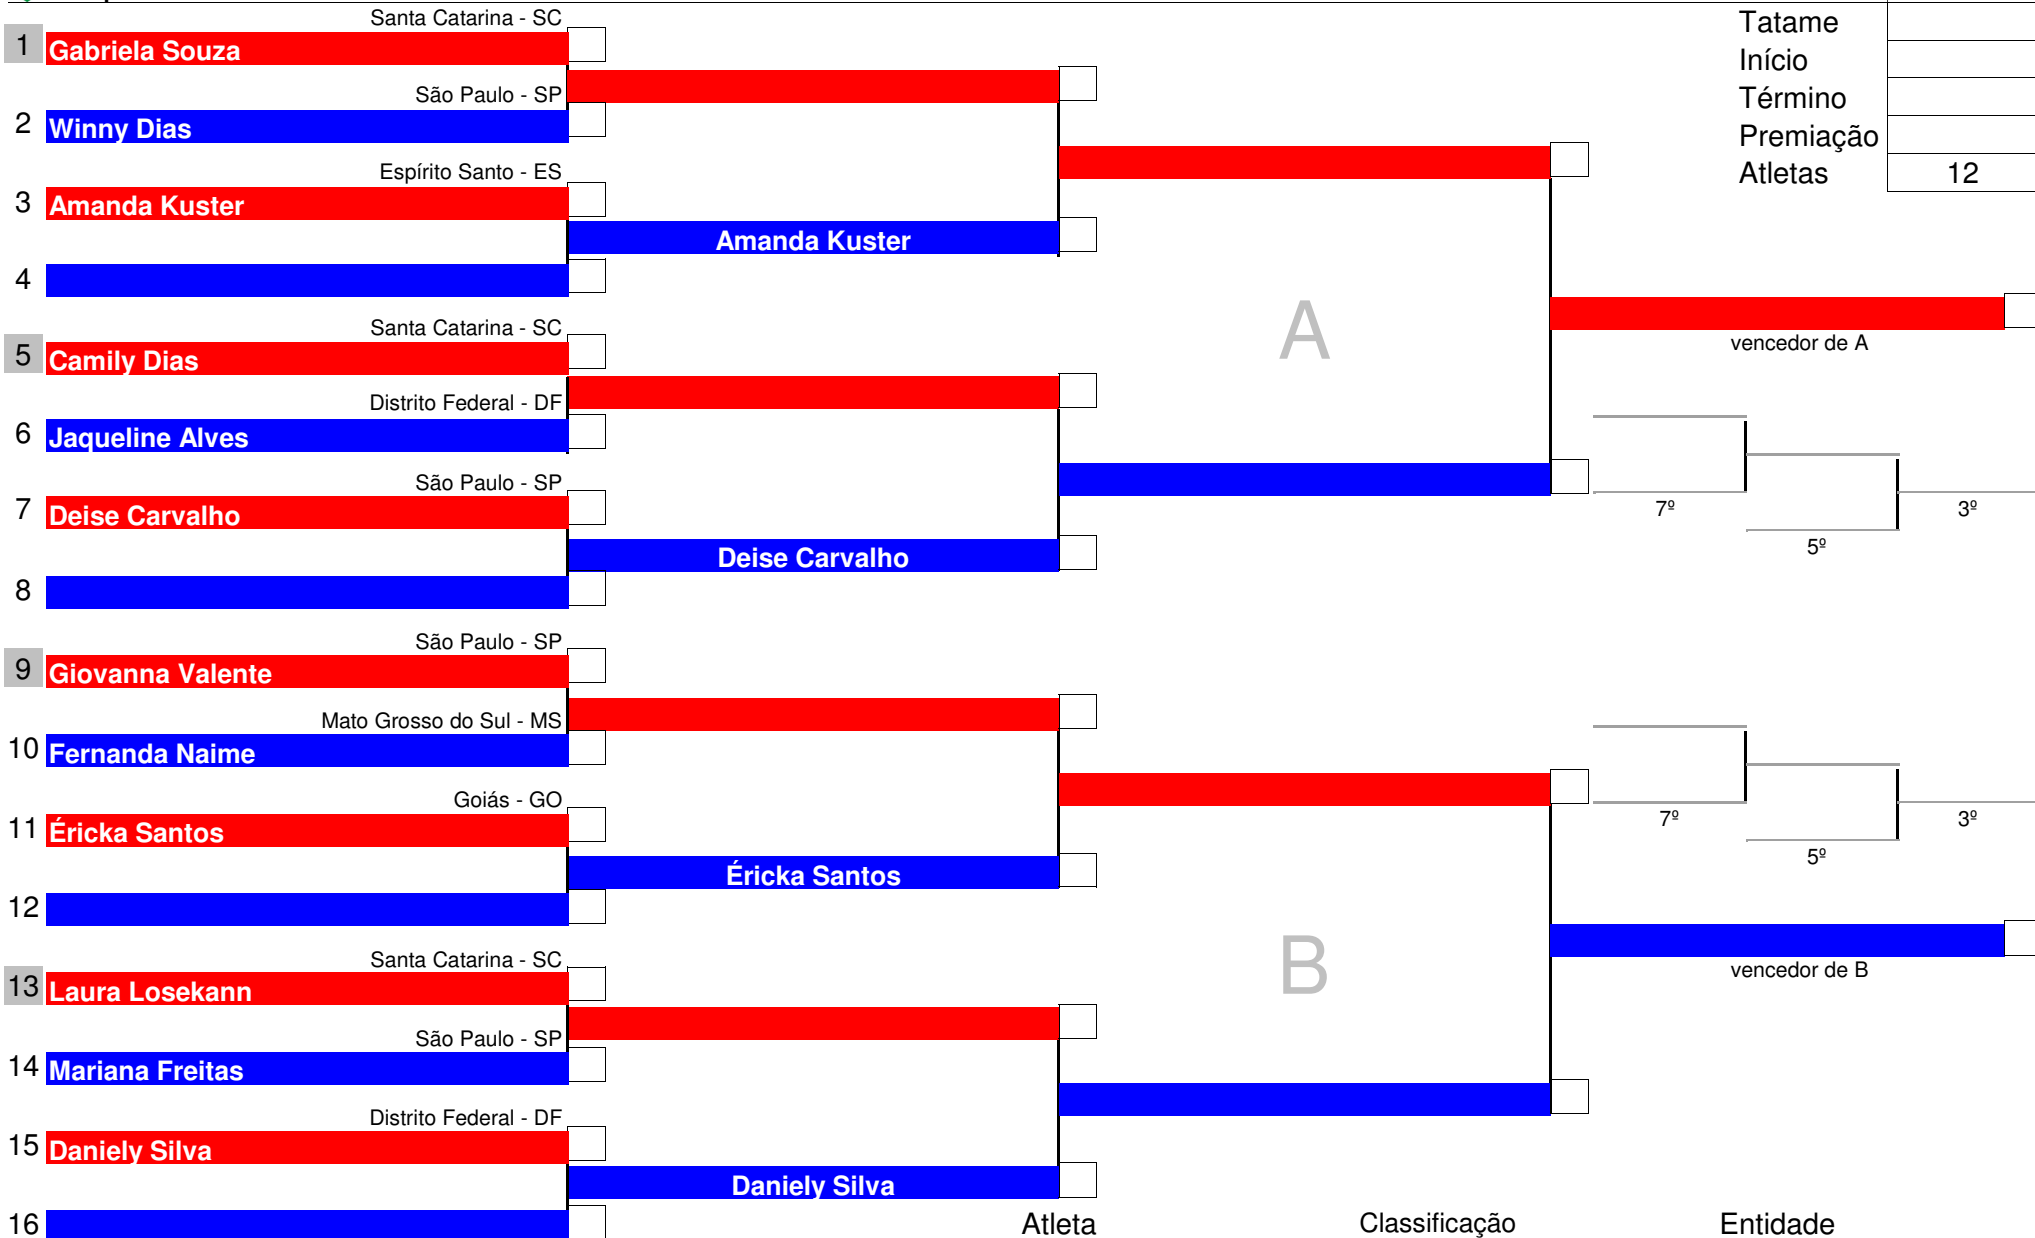 Santa Catarina - SC
1 Gabriela Souza
São Paulo - SP
2 Winny Dias
Espírito Santo - ES
3 Amanda Kuster
Amanda Kuster
4
Santa Catarina - SC
5 Camily Dias
Distrito Federal - DF
6 Jaqueline Alves
São Paulo - SP
7 Deise Carvalho
Deise Carvalho
8
São Paulo - SP
9 Giovanna Valente
Mato Grosso do Sul - MS
10 Fernanda Naime
Goiás - GO
11 Éricka Santos
Éricka Santos
12
Santa Catarina - SC
13 Laura Losekann
São Paulo - SP
14 Mariana Freitas
Distrito Federal - DF
15 Daniely Silva
Daniely Silva
16
A
B
Tatame
Início
Término
Premiação
Atletas 12
vencedor de A
7º 3º
5º
7º 3º
5º
vencedor de B
Atleta Classificação Entidade